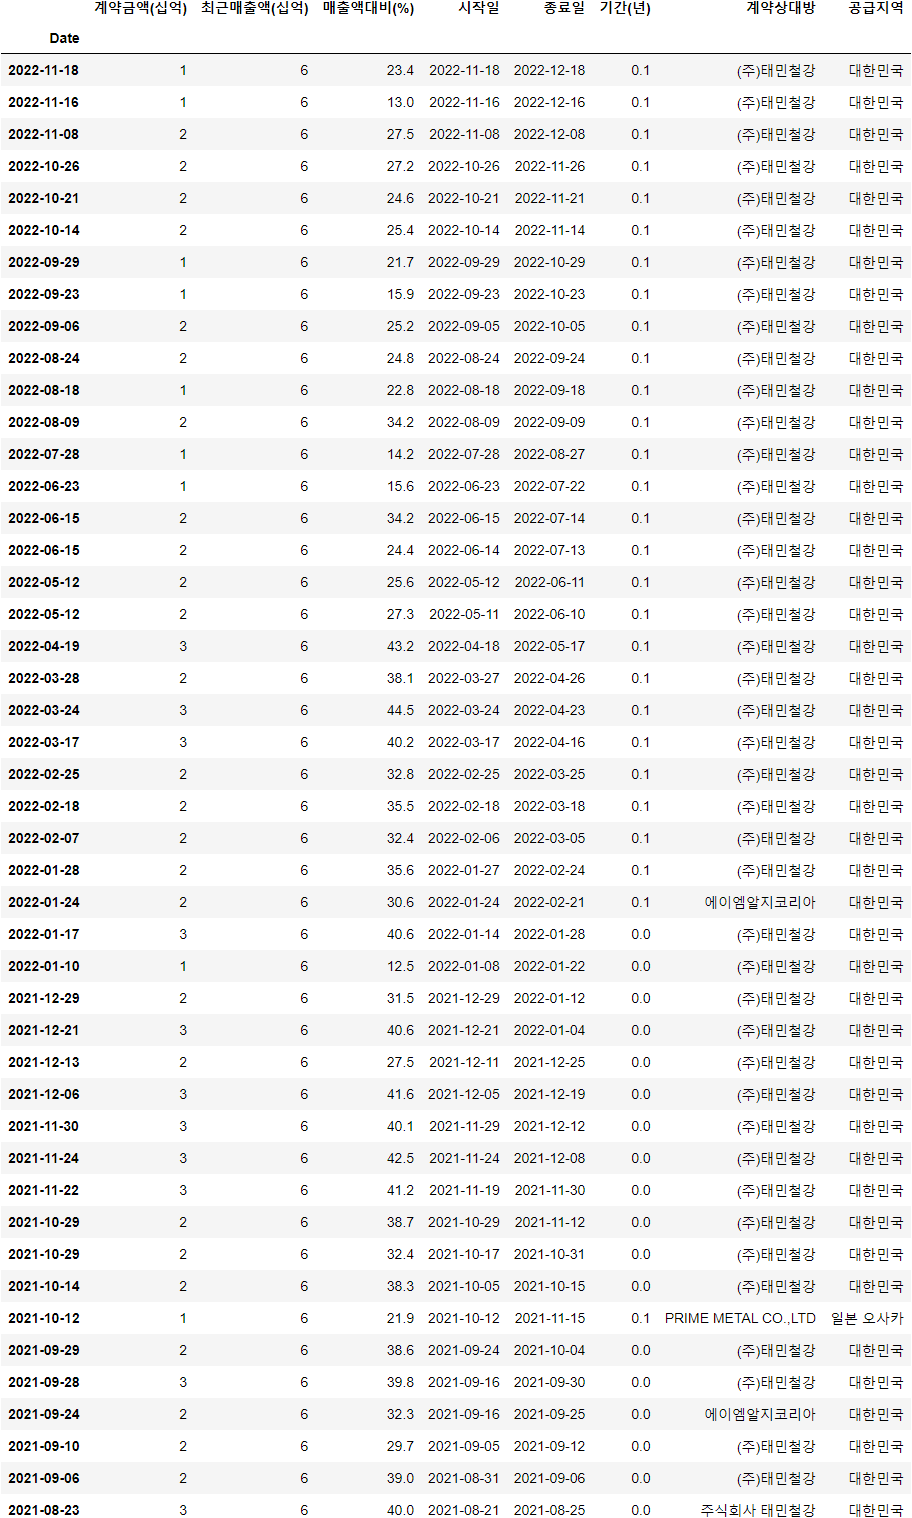 계약금액(십억) 최근매출액(십억) 매출액대비(%) 시작일 종료일 기간(년) 계약상대방 공급지역
Date
2022-11-18 1 6 23.4 2022-11-18 2022-12-18 0.1 (주)태민철강 대한민국
2022-11-16 1 6 13.0 2022-11-16 2022-12-16 0.1 (주)태민철강 대한민국
2022-11-08 2 6 27.5 2022-11-08 2022-12-08 0.1 (주)태민철강 대한민국
2022-10-26 2 6 27.2 2022-10-26 2022-11-26 0.1 (주)태민철강 대한민국
2022-10-21 2 6 24.6 2022-10-21 2022-11-21 0.1 (주)태민철강 대한민국
2022-10-14 2 6 25.4 2022-10-14 2022-11-14 0.1 (주)태민철강 대한민국
2022-09-29 1 6 21.7 2022-09-29 2022-10-29 0.1 (주)태민철강 대한민국
2022-09-23 1 6 15.9 2022-09-23 2022-10-23 0.1 (주)태민철강 대한민국
2022-09-06 2 6 25.2 2022-09-05 2022-10-05 0.1 (주)태민철강 대한민국
2022-08-24 2 6 24.8 2022-08-24 2022-09-24 0.1 (주)태민철강 대한민국
2022-08-18 1 6 22.8 2022-08-18 2022-09-18 0.1 (주)태민철강 대한민국
2022-08-09 2 6 34.2 2022-08-09 2022-09-09 0.1 (주)태민철강 대한민국
2022-07-28 1 6 14.2 2022-07-28 2022-08-27 0.1 (주)태민철강 대한민국
2022-06-23 1 6 15.6 2022-06-23 2022-07-22 0.1 (주)태민철강 대한민국
2022-06-15 2 6 34.2 2022-06-15 2022-07-14 0.1 (주)태민철강 대한민국
2022-06-15 2 6 24.4 2022-06-14 2022-07-13 0.1 (주)태민철강 대한민국
2022-05-12 2 6 25.6 2022-05-12 2022-06-11 0.1 (주)태민철강 대한민국
2022-05-12 2 6 27.3 2022-05-11 2022-06-10 0.1 (주)태민철강 대한민국
2022-04-19 3 6 43.2 2022-04-18 2022-05-17 0.1 (주)태민철강 대한민국
2022-03-28 2 6 38.1 2022-03-27 2022-04-26 0.1 (주)태민철강 대한민국
2022-03-24 3 6 44.5 2022-03-24 2022-04-23 0.1 (주)태민철강 대한민국
2022-03-17 3 6 40.2 2022-03-17 2022-04-16 0.1 (주)태민철강 대한민국
2022-02-25 2 6 32.8 2022-02-25 2022-03-25 0.1 (주)태민철강 대한민국
2022-02-18 2 6 35.5 2022-02-18 2022-03-18 0.1 (주)태민철강 대한민국
2022-02-07 2 6 32.4 2022-02-06 2022-03-05 0.1 (주)태민철강 대한민국
2022-01-28 2 6 35.6 2022-01-27 2022-02-24 0.1 (주)태민철강 대한민국
2022-01-24 2 6 30.6 2022-01-24 2022-02-21 0.1 에이엠알지코리아 대한민국
2022-01-17 3 6 40.6 2022-01-14 2022-01-28 0.0 (주)태민철강 대한민국
2022-01-10 1 6 12.5 2022-01-08 2022-01-22 0.0 (주)태민철강 대한민국
2021-12-29 2 6 31.5 2021-12-29 2022-01-12 0.0 (주)태민철강 대한민국
2021-12-21 3 6 40.6 2021-12-21 2022-01-04 0.0 (주)태민철강 대한민국
2021-12-13 2 6 27.5 2021-12-11 2021-12-25 0.0 (주)태민철강 대한민국
2021-12-06 3 6 41.6 2021-12-05 2021-12-19 0.0 (주)태민철강 대한민국
2021-11-30 3 6 40.1 2021-11-29 2021-12-12 0.0 (주)태민철강 대한민국
2021-11-24 3 6 42.5 2021-11-24 2021-12-08 0.0 (주)태민철강 대한민국
2021-11-22 3 6 41.2 2021-11-19 2021-11-30 0.0 (주)태민철강 대한민국
2021-10-29 2 6 38.7 2021-10-29 2021-11-12 0.0 (주)태민철강 대한민국
2021-10-29 2 6 32.4 2021-10-17 2021-10-31 0.0 (주)태민철강 대한민국
2021-10-14 2 6 38.3 2021-10-05 2021-10-15 0.0 (주)태민철강 대한민국
2021-10-12 1 6 21.9 2021-10-12 2021-11-15 0.1 PRIME METAL CO.,LTD 일본 오사카
2021-09-29 2 6 38.6 2021-09-24 2021-10-04 0.0 (주)태민철강 대한민국
2021-09-28 3 6 39.8 2021-09-16 2021-09-30 0.0 (주)태민철강 대한민국
2021-09-24 2 6 32.3 2021-09-16 2021-09-25 0.0 에이엠알지코리아 대한민국
2021-09-10 2 6 29.7 2021-09-05 2021-09-12 0.0 (주)태민철강 대한민국
2021-09-06 2 6 39.0 2021-08-31 2021-09-06 0.0 (주)태민철강 대한민국
2021-08-23 3 6 40.0 2021-08-21 2021-08-25 0.0 주식회사 태민철강 대한민국